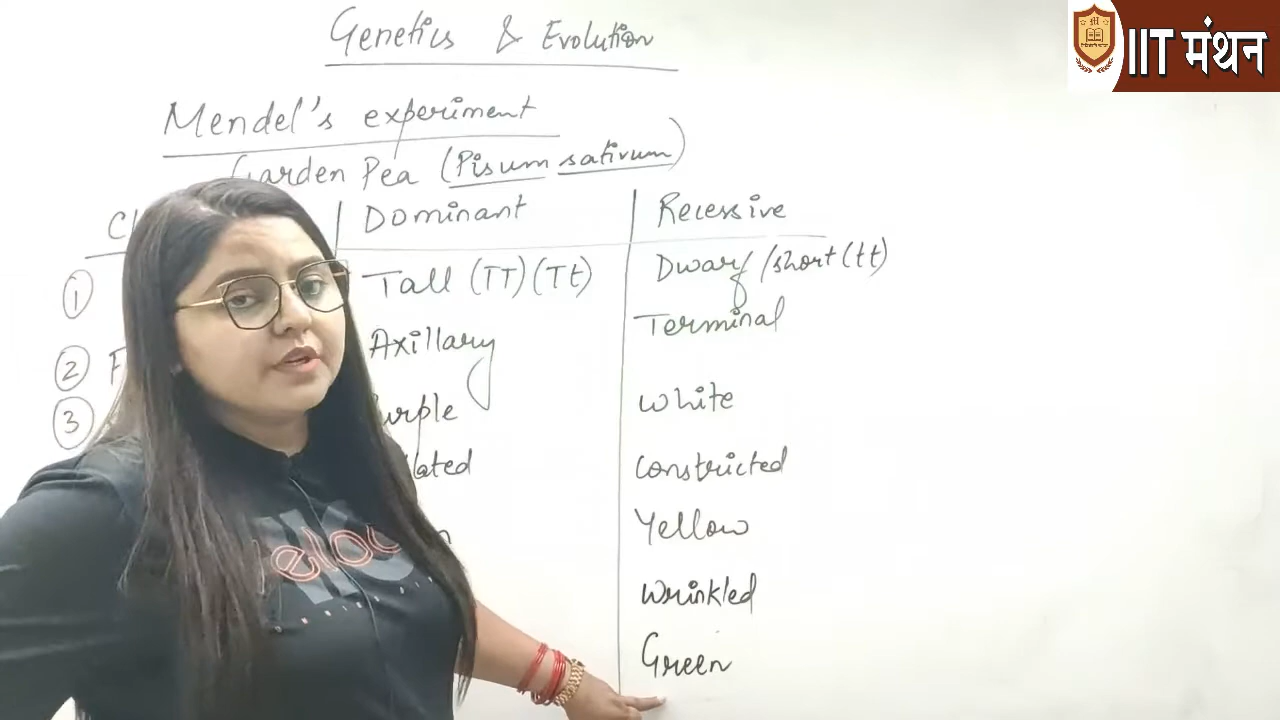 Genetics & Evolution
IIT मंथन
Mendel's experiment
Garden Pea (Pisum sativum)
Dominant Recessive
1 Tall (TT) (Tt) Dwarf/short (tt)
2 Axillary Terminal
3 White
Constricted
Yellow
Wrinkled
Green